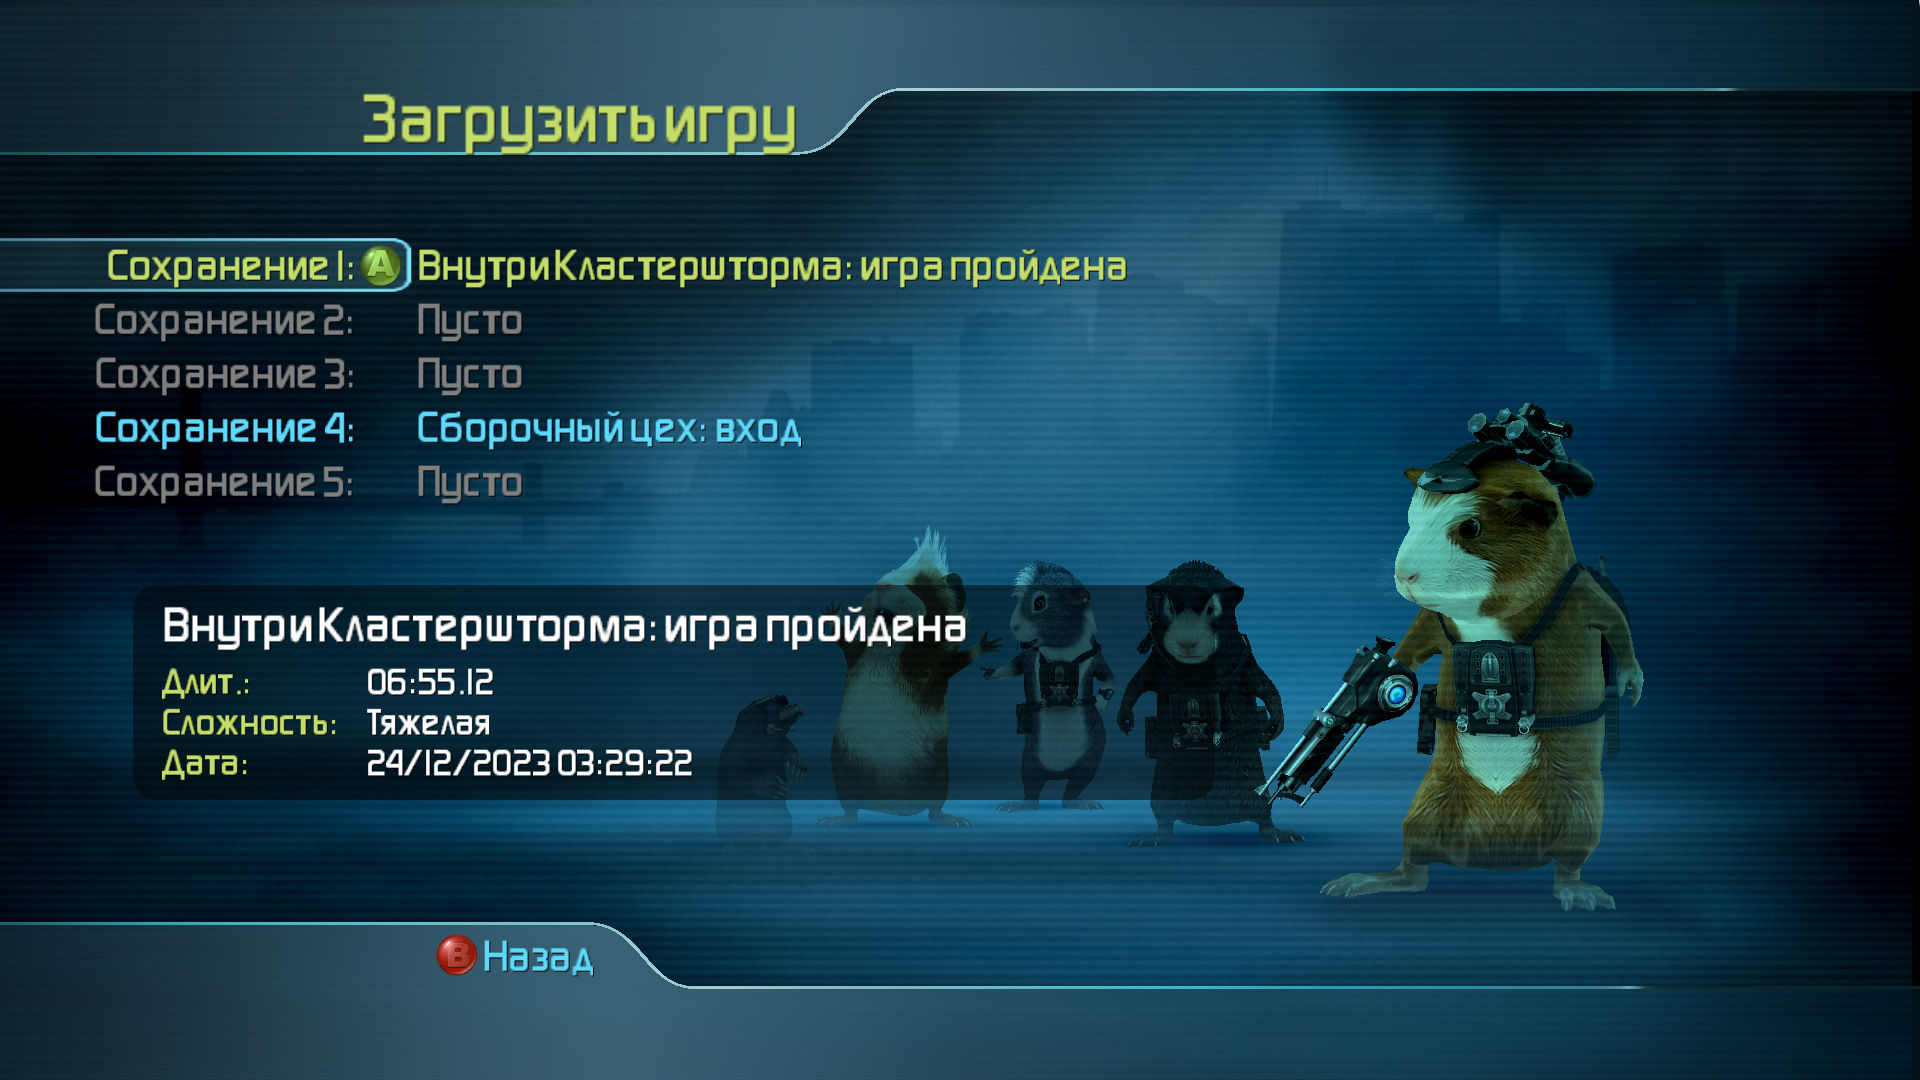 Загрузить игру
Сохранение 1: A Внутри Кластершторма: игра пройдена
Сохранение 2: Пусто
Сохранение 3: Пусто
Сохранение 4: Сборочный цех: вход
Сохранение 5: Пусто
Внутри Кластершторма: игра пройдена
Длит.: 06:55.12
Сложность: Тяжелая
Дата: 24/12/2023 03:29:22
B Назад